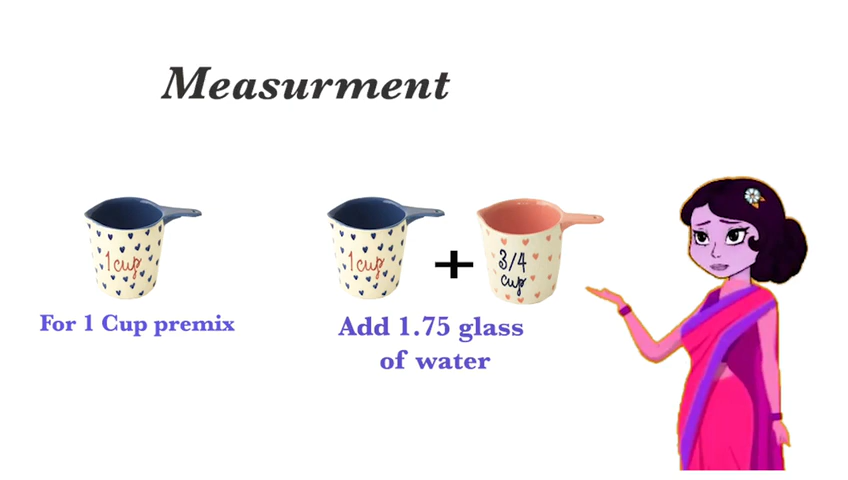 Measurment
1 cup
1 cup
+
3/4
cup
For 1 Cup premix
Add 1.75 glass
of water